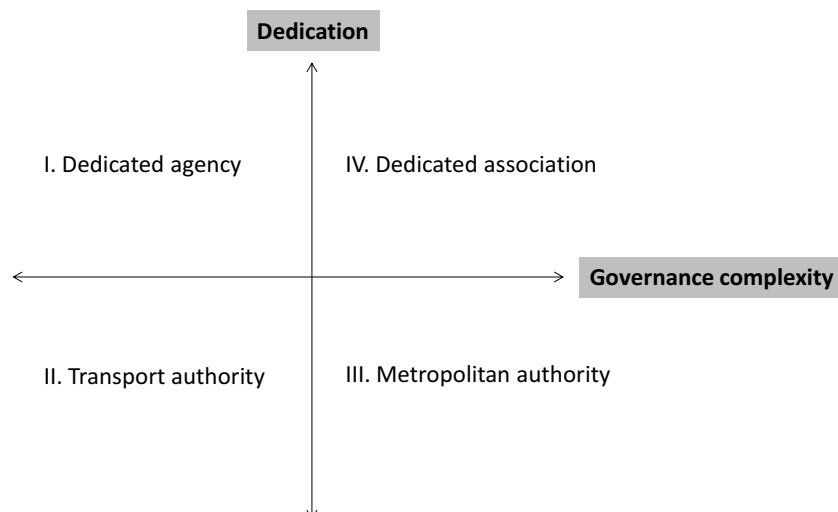 Dedication
I. Dedicated agency
IV. Dedicated association
Governance complexity
II. Transport authority
III. Metropolitan authority